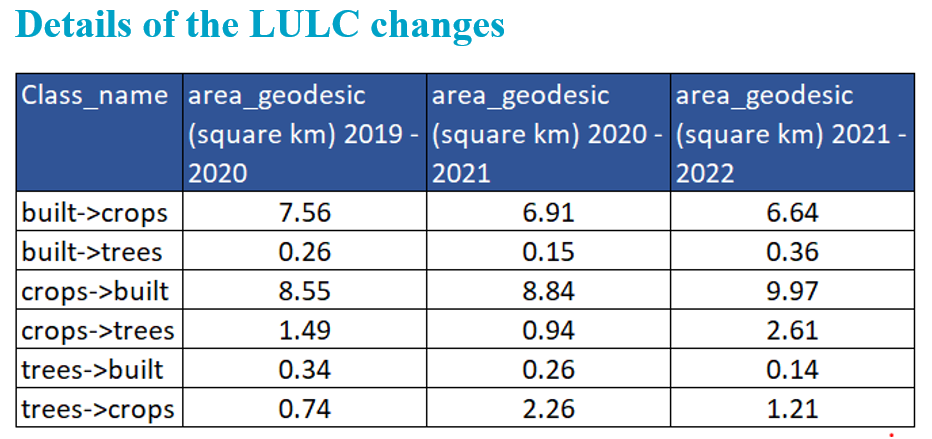 Details of the LULC changes
Class_name area_geodesic (square km) 2019 - 2020 area_geodesic (square km) 2020 - 2021 area_geodesic (square km) 2021 - 2022
built->crops 7.56 6.91 6.64
built->trees 0.26 0.15 0.36
crops->built 8.55 8.84 9.97
crops->trees 1.49 0.94 2.61
trees->built 0.34 0.26 0.14
trees->crops 0.74 2.26 1.21